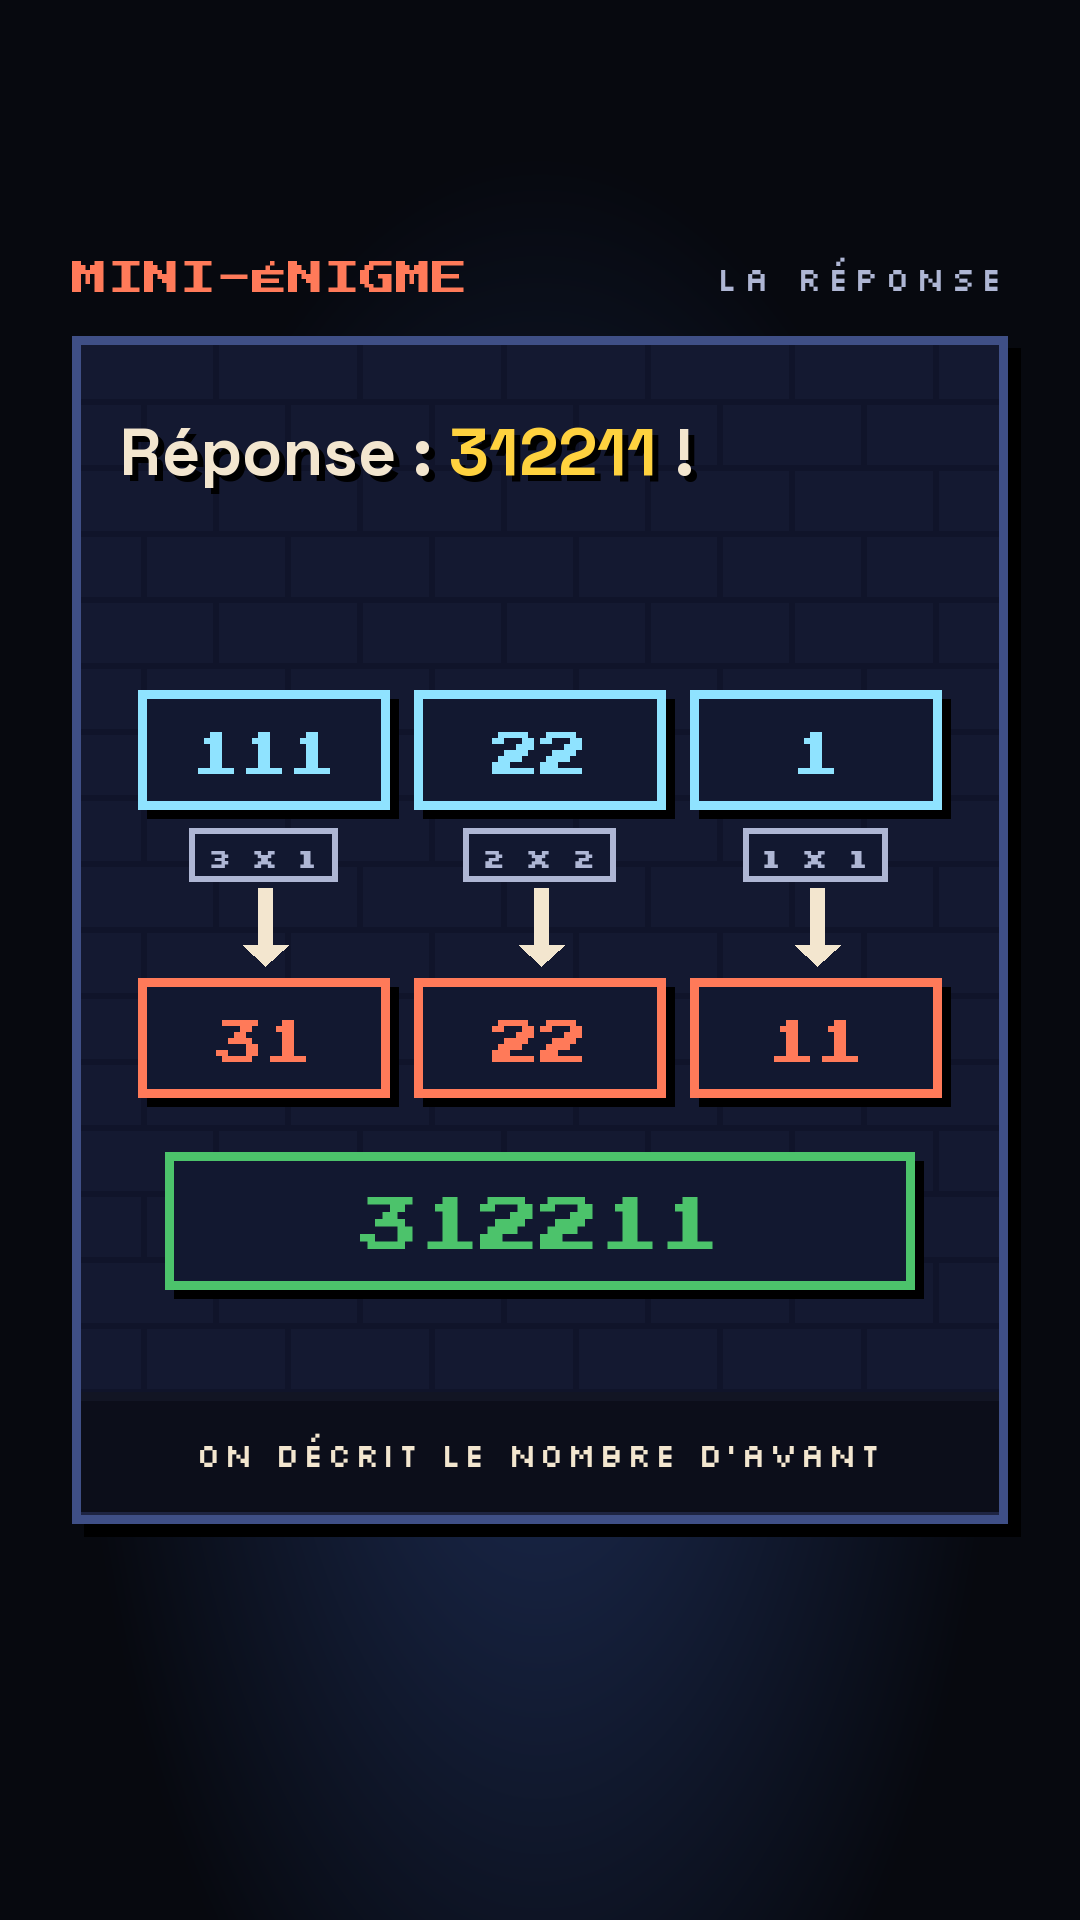 MINI-ÉNIGME
LA RÉPONSE
Réponse : 312211 !
111 22 1
3 X 1 2 X 2 1 X 1
31 22 11
312211
ON DÉCRIT LE NOMBRE D'AVANT